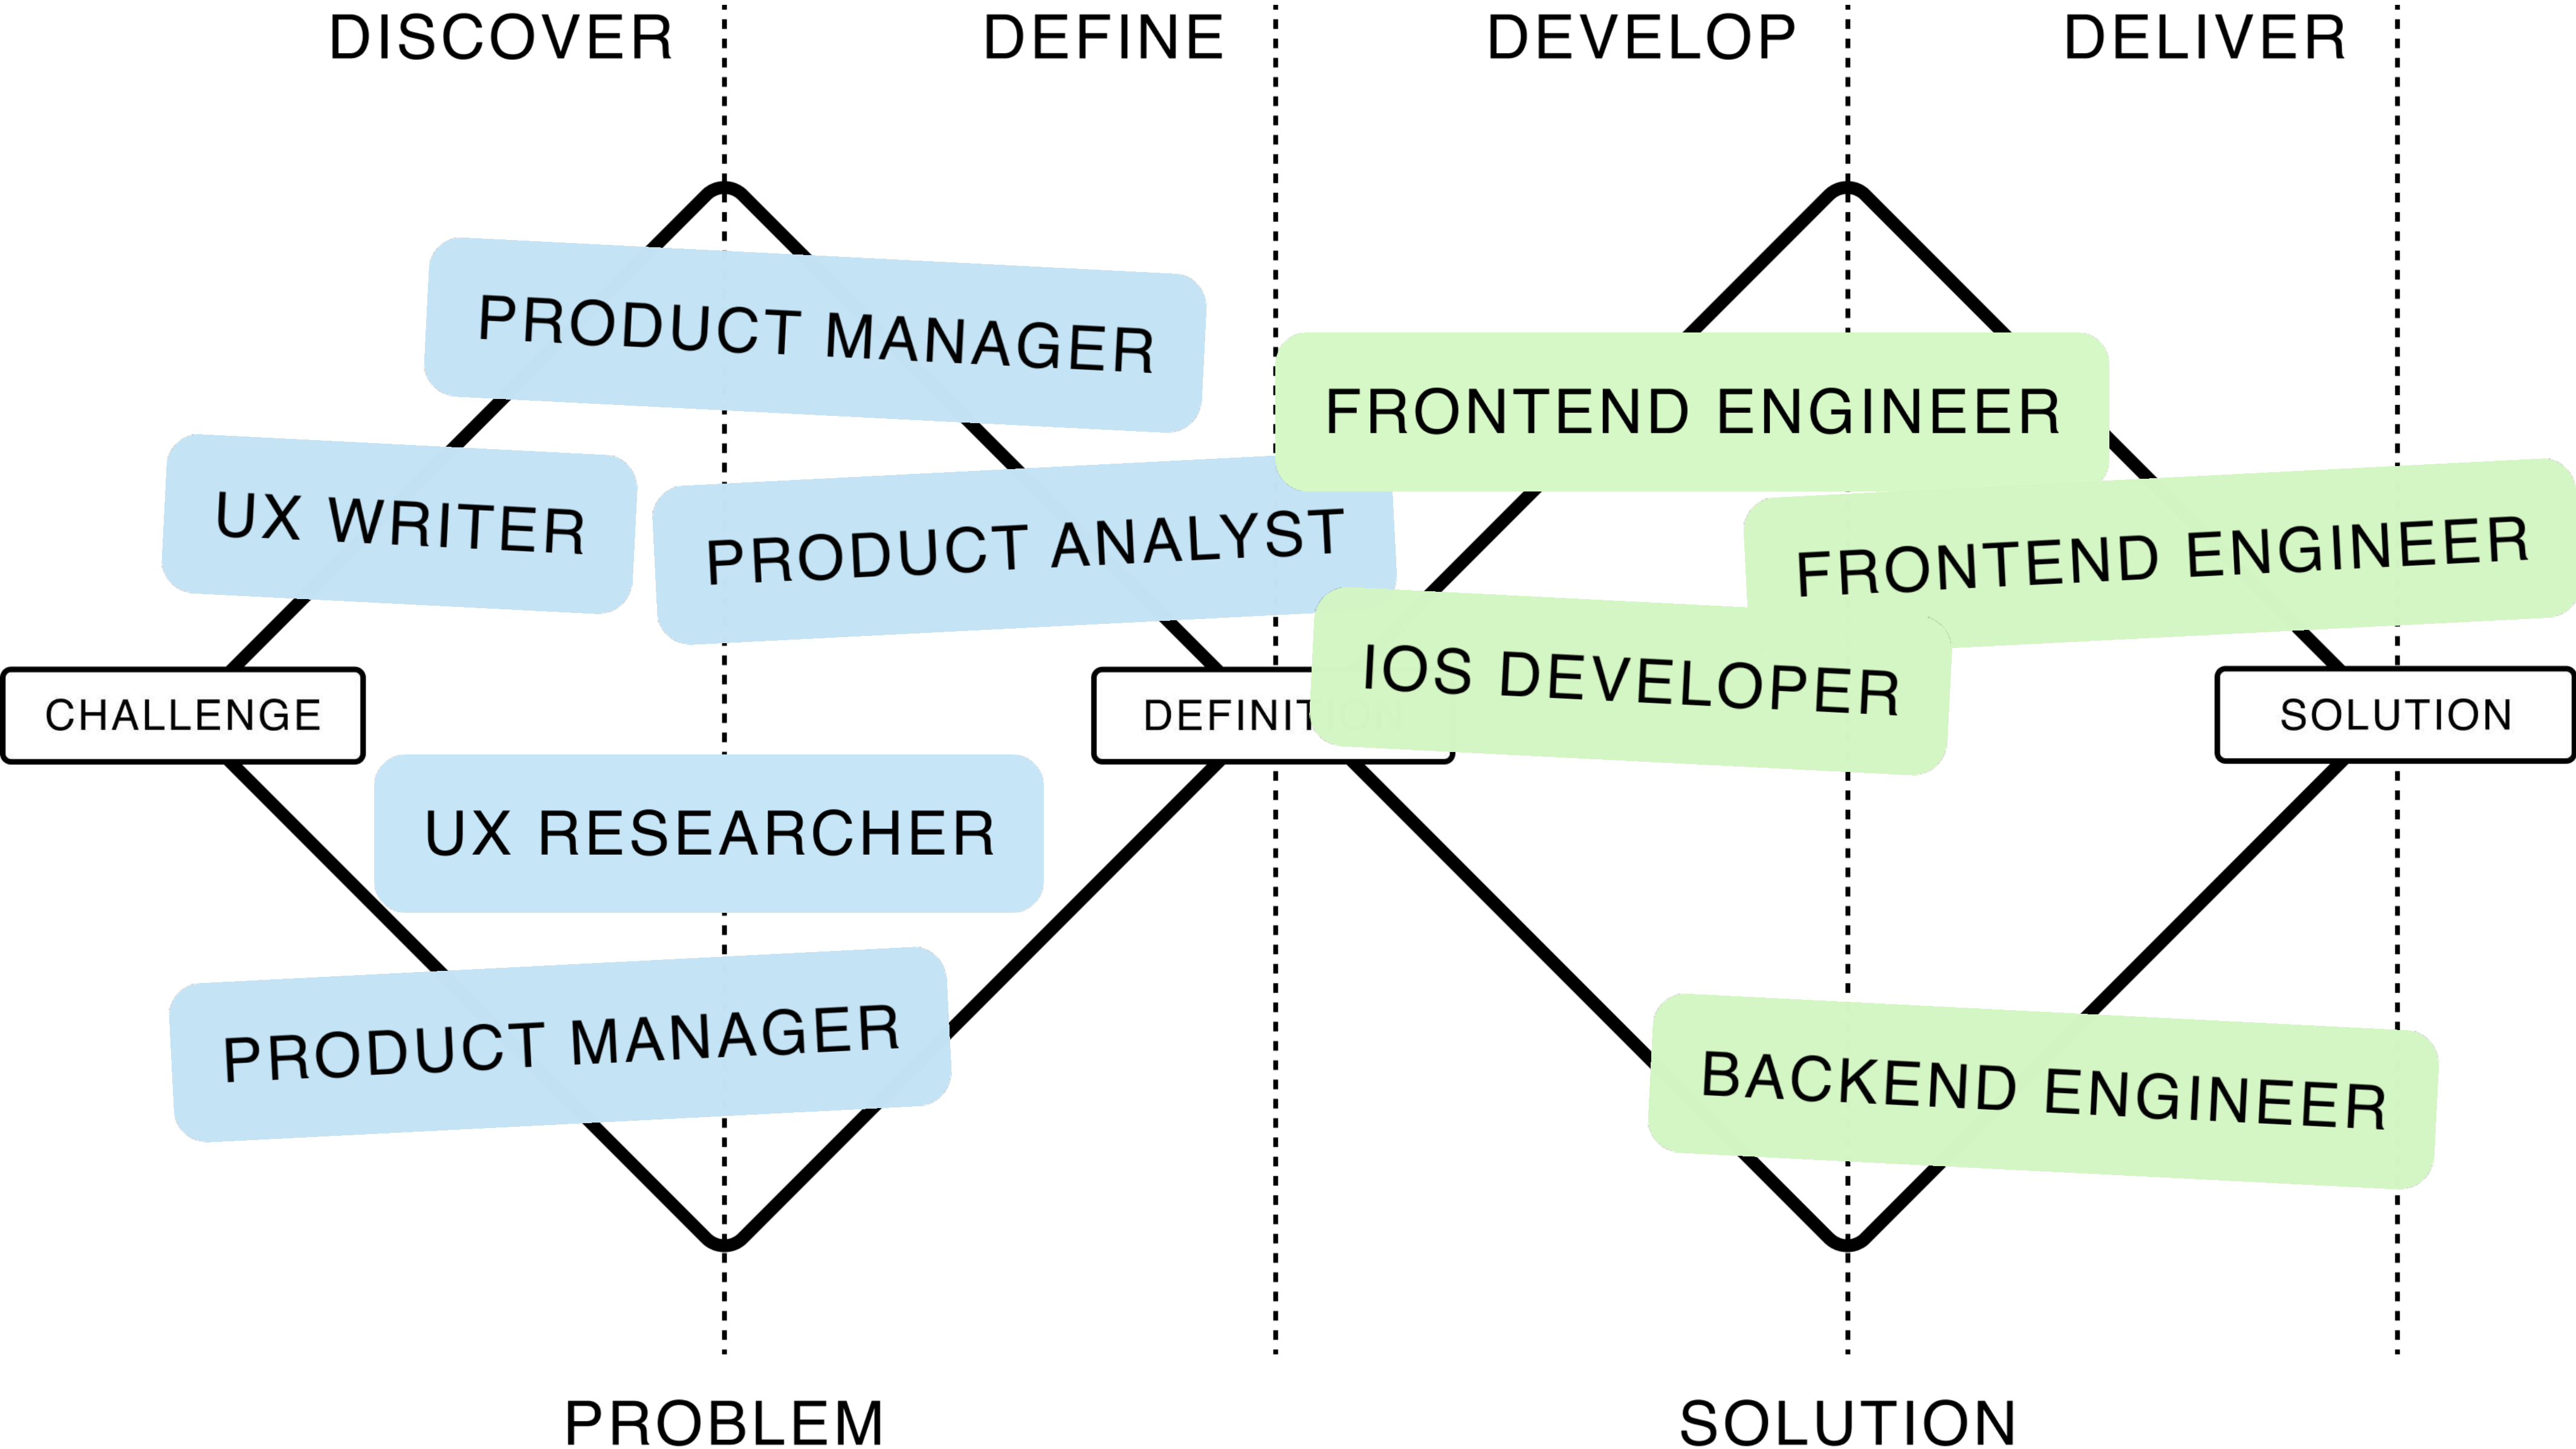 DISCOVER
DEFINE
DEVELOP
DELIVER
PRODUCT MANAGER
FRONTEND ENGINEER
UX WRITER
PRODUCT ANALYST
FRONTEND ENGINEER
IOS DEVELOPER
CHALLENGE
DEFINITION
SOLUTION
UX RESEARCHER
PRODUCT MANAGER
BACKEND ENGINEER
PROBLEM
SOLUTION